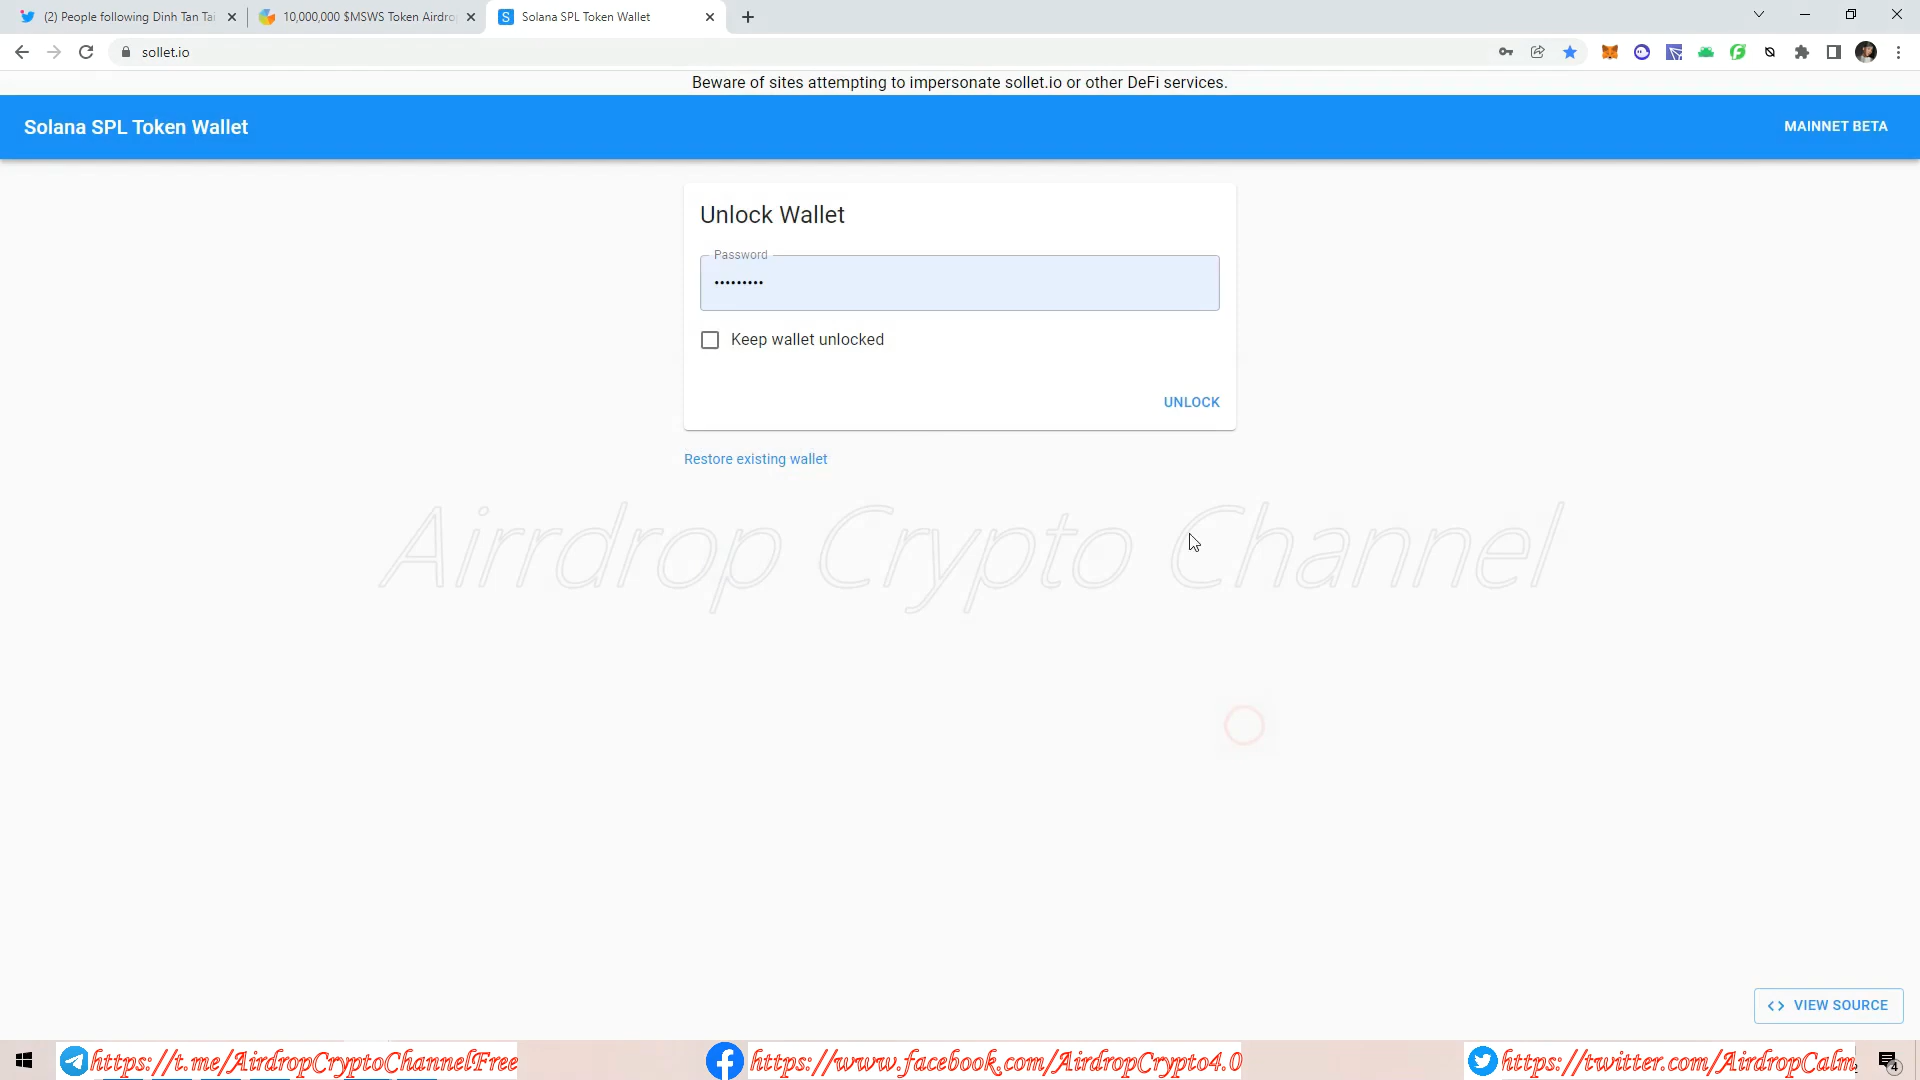 (2) People following Dinh Tan Tai
10,000,000 $MSWS Token Airdro
Solana SPL Token Wallet
sollet.io
Beware of sites attempting to impersonate sollet.io or other DeFi services.
Solana SPL Token Wallet
MAINNET BETA
Unlock Wallet
Password
Keep wallet unlocked
UNLOCK
Restore existing wallet
Airrdrop Crypto Channel
<> VIEW SOURCE
https://t.me/AirdropCryptoChannelFree
https://www.facebook.com/AirdropCrypto4.0
https://twitter.com/AirdropCalm
4